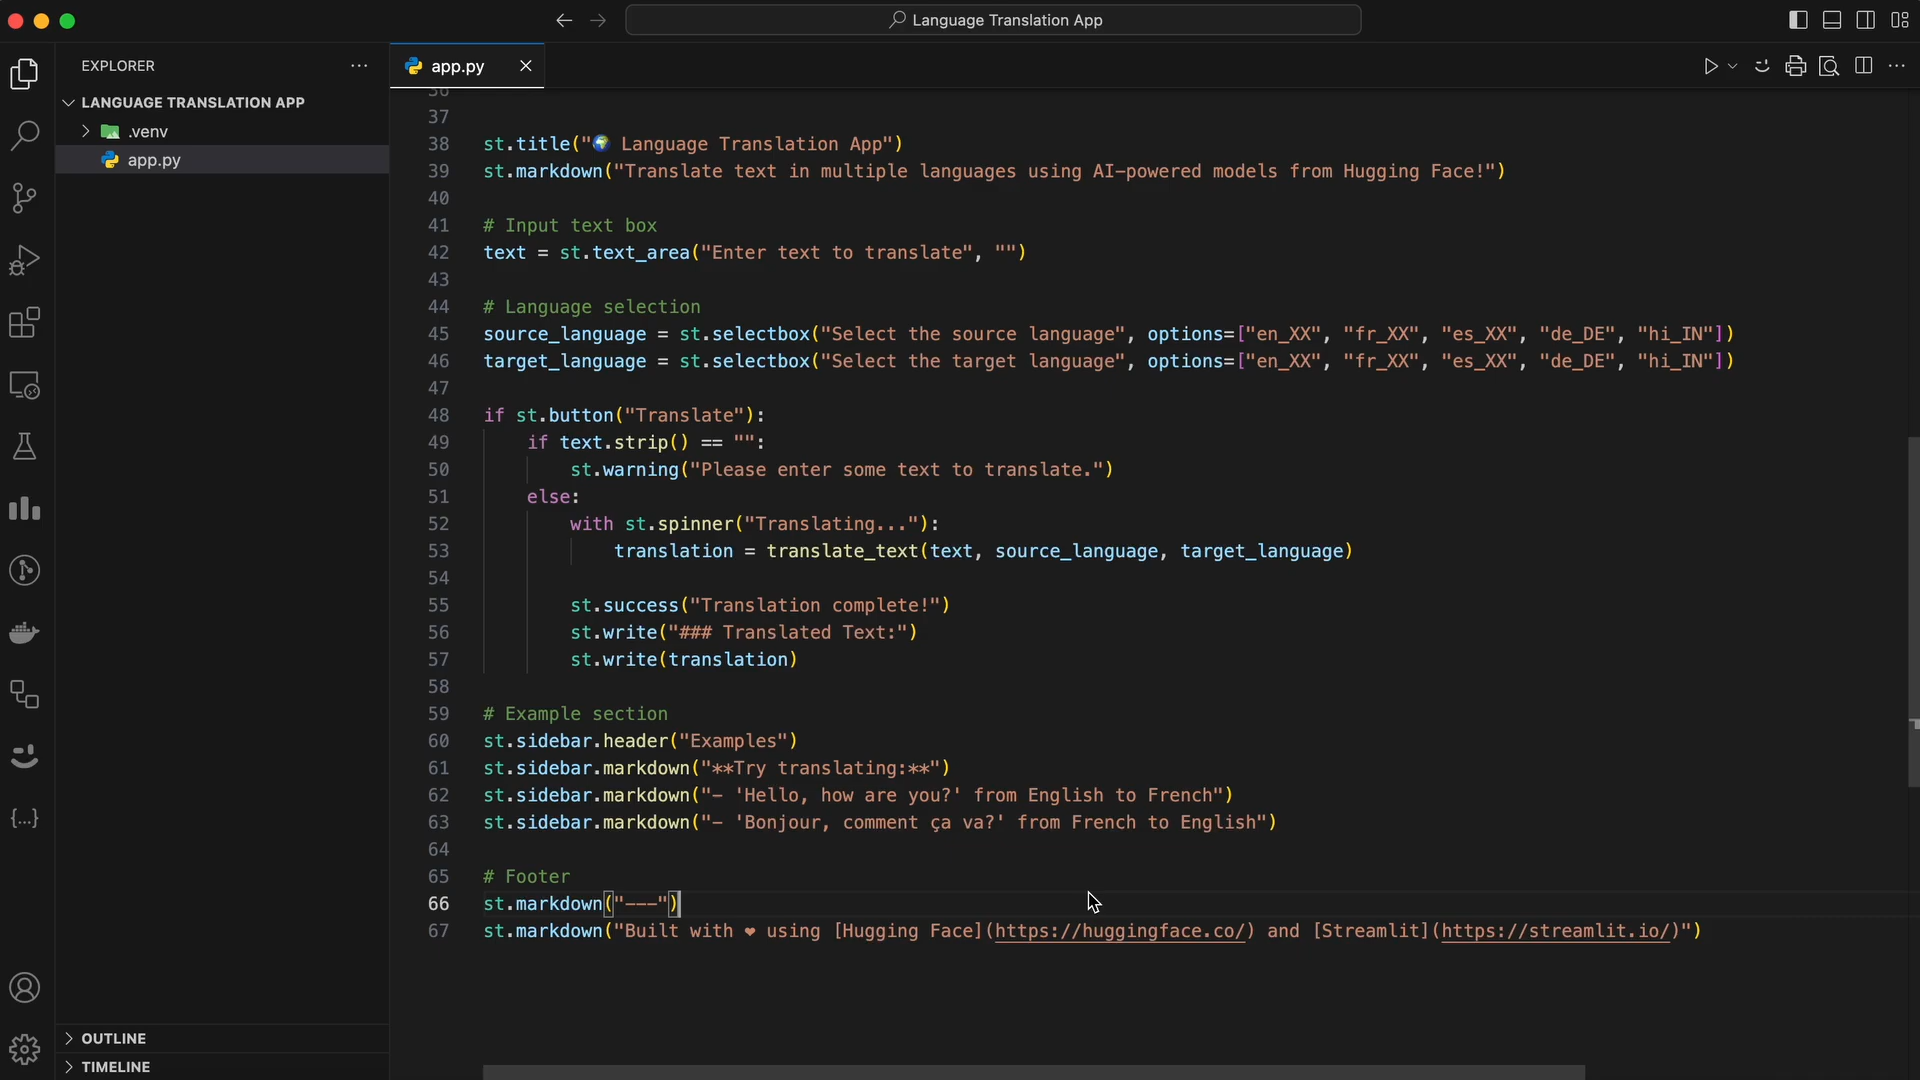 Language Translation App
EXPLORER
app.py
LANGUAGE TRANSLATION APP
.venv
app.py
36
37
38 st.title("🌍 Language Translation App")
39 st.markdown("Translate text in multiple languages using AI-powered models from Hugging Face!")
40
41 # Input text box
42 text = st.text_area("Enter text to translate", "")
43
44 # Language selection
45 source_language = st.selectbox("Select the source language", options=["en_XX", "fr_XX", "es_XX", "de_DE", "hi_IN"])
46 target_language = st.selectbox("Select the target language", options=["en_XX", "fr_XX", "es_XX", "de_DE", "hi_IN"])
47
48 if st.button("Translate"):
49     if text.strip() == "":
50         st.warning("Please enter some text to translate.")
51     else:
52         with st.spinner("Translating..."):
53             translation = translate_text(text, source_language, target_language)
54
55         st.success("Translation complete!")
56         st.write("### Translated Text:")
57         st.write(translation)
58
59 # Example section
60 st.sidebar.header("Examples")
61 st.sidebar.markdown("**Try translating:**")
62 st.sidebar.markdown("- 'Hello, how are you?' from English to French")
63 st.sidebar.markdown("- 'Bonjour, comment ça va?' from French to English")
64
65 # Footer
66 st.markdown("---")
67 st.markdown("Built with ❤ using [Hugging Face](https://huggingface.co/) and [Streamlit](https://streamlit.io/)")
OUTLINE
TIMELINE